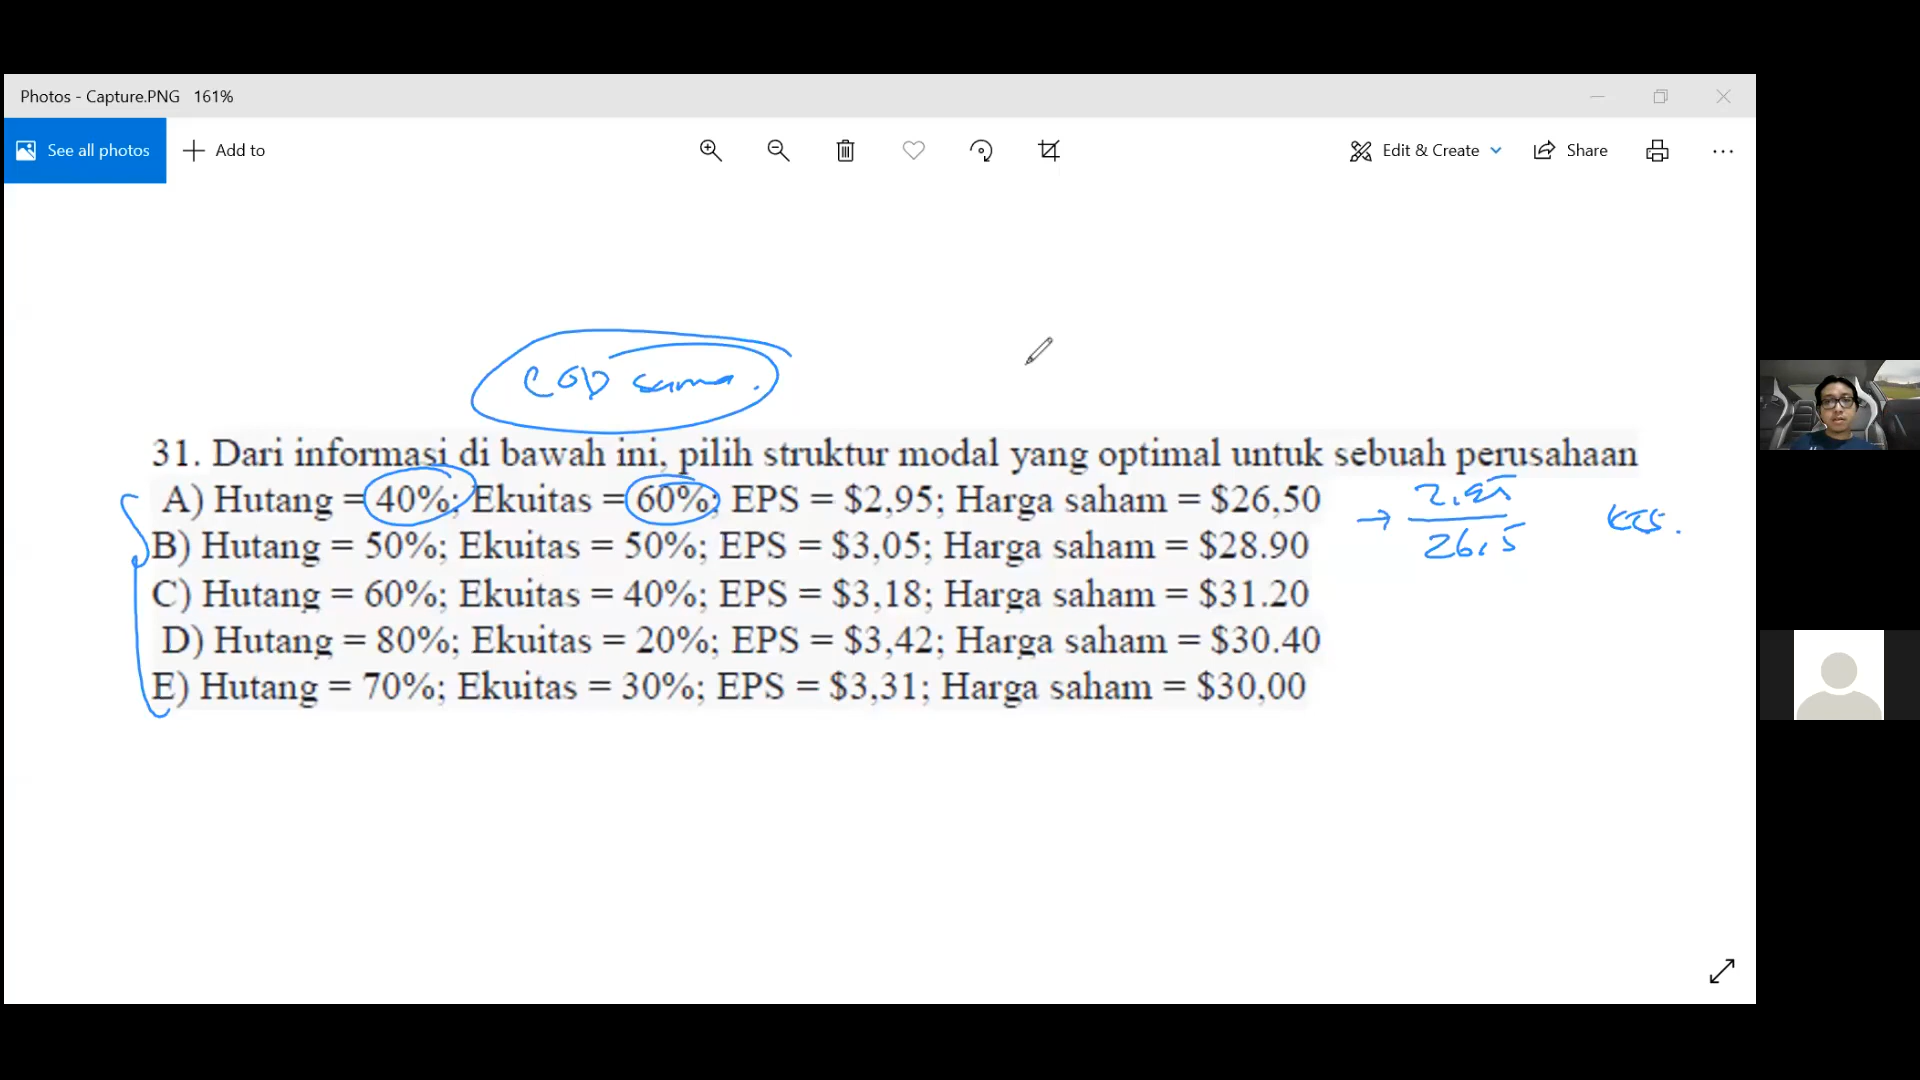 Photos - Capture.PNG 161%
See all photos
Add to
Edit & Create
Share
COD sama.
31. Dari informasi di bawah ini, pilih struktur modal yang optimal untuk sebuah perusahaan
A) Hutang = 40%; Ekuitas = 60%; EPS = $2,95; Harga saham = $26,50
→ 2,95
26,5
B) Hutang = 50%; Ekuitas = 50%; EPS = $3,05; Harga saham = $28.90
C) Hutang = 60%; Ekuitas = 40%; EPS = $3,18; Harga saham = $31.20
D) Hutang = 80%; Ekuitas = 20%; EPS = $3,42; Harga saham = $30.40
E) Hutang = 70%; Ekuitas = 30%; EPS = $3,31; Harga saham = $30,00